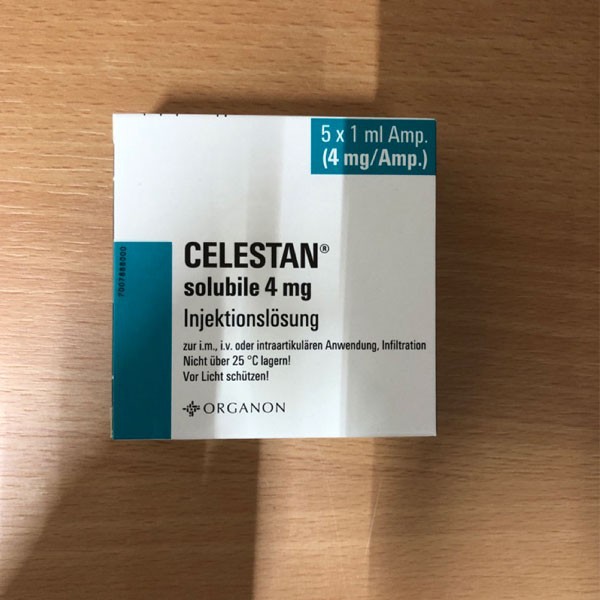 5 x 1 ml Amp.
(4 mg/Amp.)
CELESTAN®
solubile 4 mg
Injektionslösung
zur i.m., i.v. oder intraartikulären Anwendung, Infiltration
Nicht über 25 °C lagern!
Vor Licht schützen!
ORGANON